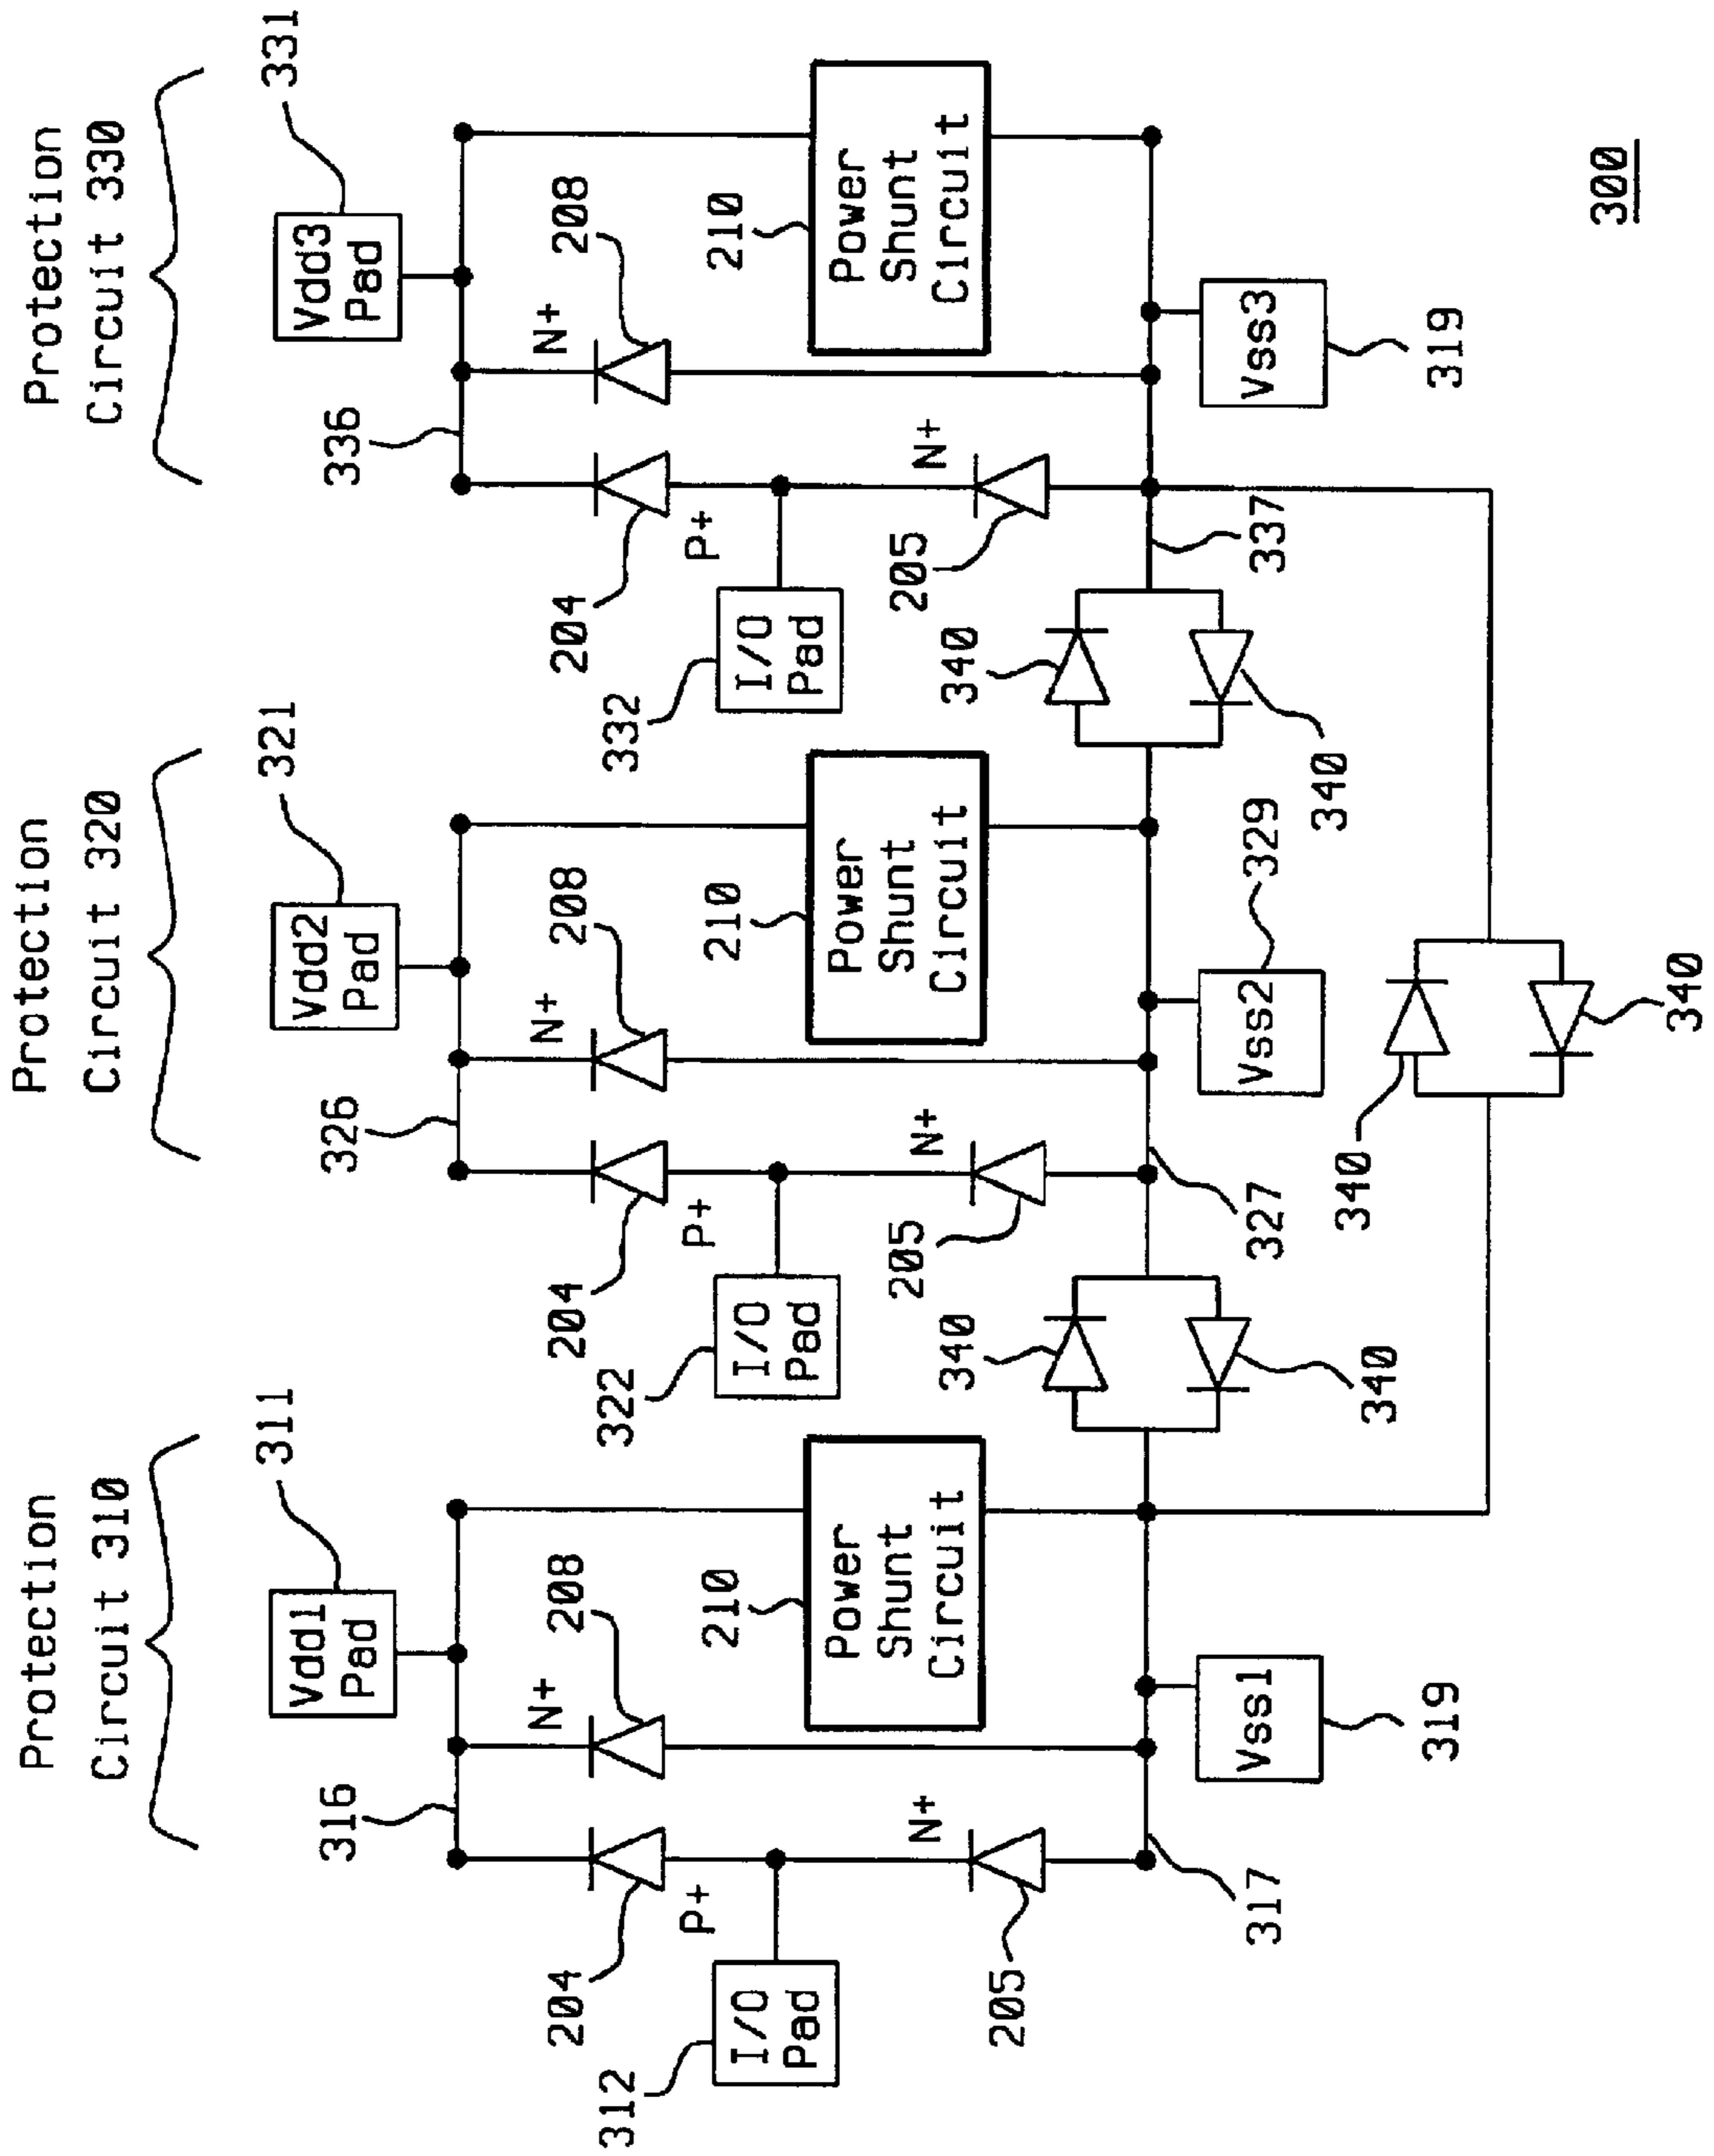 Protection
Circuit 310
Protection
Circuit 320
Protection
Circuit 330
311
Vdd1
Pad
316
204
P+
N+
208
312
I/O
Pad
210
Power
Shunt
Circuit
205
N+
317
Vss1
319
340
340
321
Vdd2
Pad
326
204
P+
N+
208
322
I/O
Pad
210
Power
Shunt
Circuit
205
N+
327
Vss2
329
340
340
331
Vdd3
Pad
336
204
P+
N+
208
332
I/O
Pad
210
Power
Shunt
Circuit
205
N+
337
Vss3
319
340
340
300